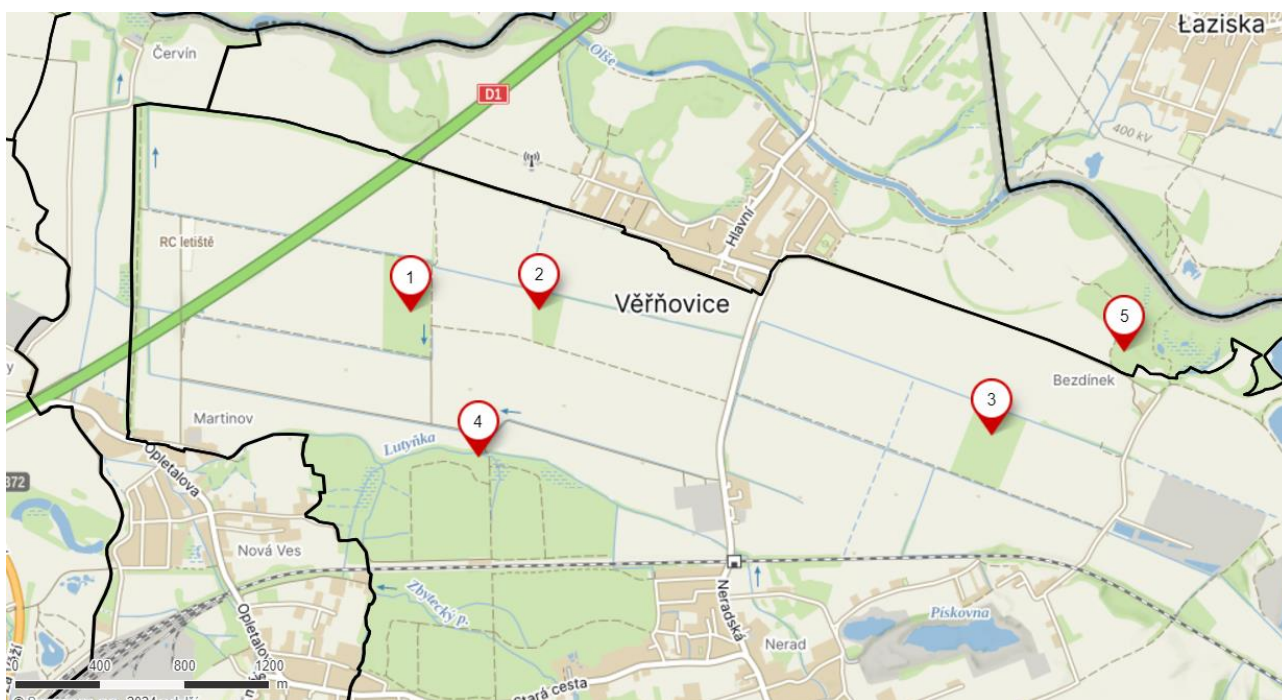 Łaziska
Červín
Olše
D1
400 kV
Hlavní
RC letiště
1
2
Věřňovice
5
Bezdínek
3
Martinov
4
Lutyňka
Opletalova
Nová Ves
Zbytecký p.
Opletalova
Neradská
Nerad
Pískovna
Stará cesta
400 800 1200
m